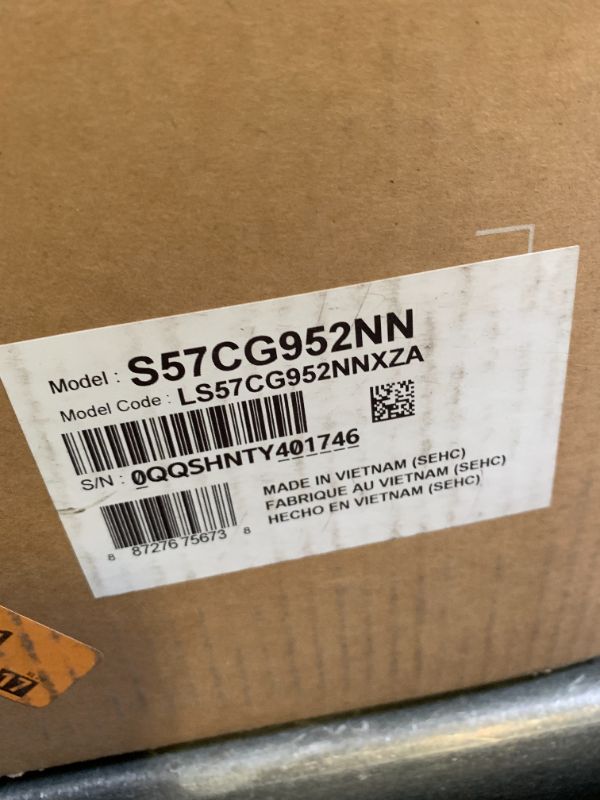 Model : S57CG952NN
Model Code : LS57CG952NNXZA
S/N : 0QQSHNTY401746
MADE IN VIETNAM (SEHC)
FABRIQUE AU VIETNAM (SEHC)
HECHO EN VIETNAM (SEHC)
8 87276 75673 8
17